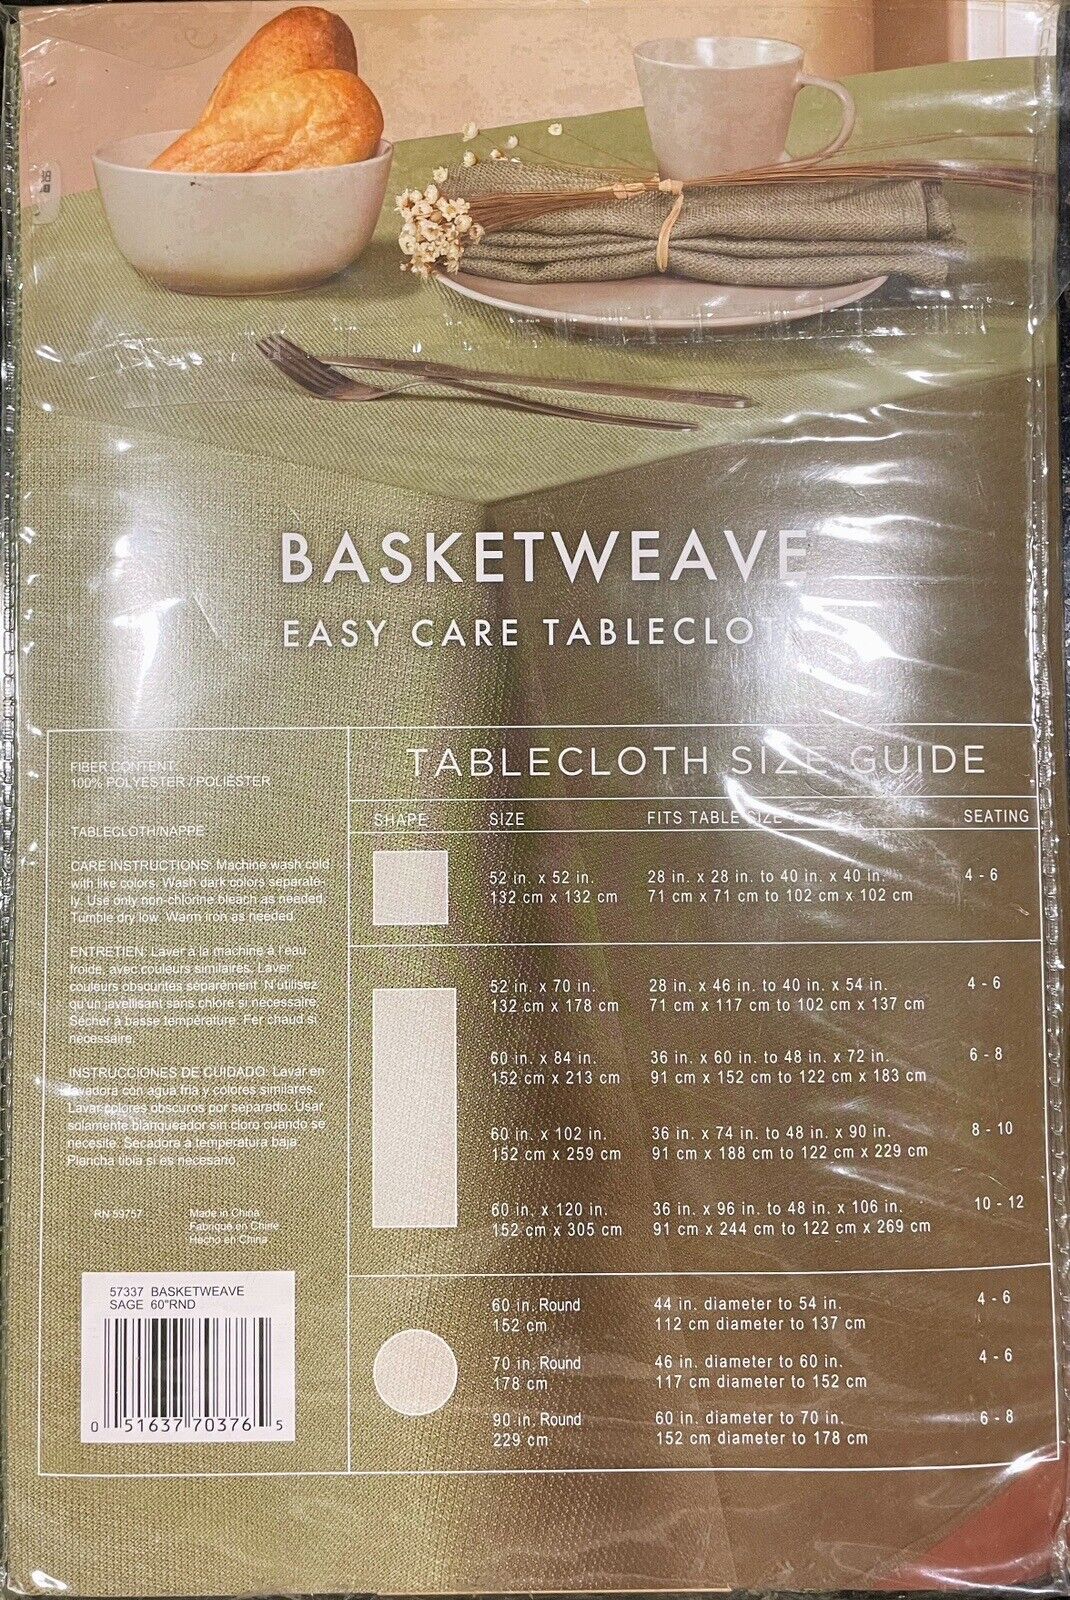 BASKETWEAVE
EASY CARE TABLECLOTH
FIBER CONTENT:
100% POLYESTER / POLIÉSTER
TABLECLOTH/NAPPE
CARE INSTRUCTIONS: Machine wash cold
with like colors. Wash dark colors separate-
ly. Use only non-chlorine bleach as needed.
Tumble dry low. Warm iron as needed.
ENTRETIEN: Laver à la machine à l'eau
froide, avec couleurs similaires. Laver
couleurs obscurités séparément. N'utilisez
qu'un javellisant sans chlore si nécessaire.
Sécher à basse température. Fer chaud si
nécessaire.
INSTRUCCIONES DE CUIDADO: Lavar en
lavadora con agua fria y colores similares.
Lavar colores obscuros por separado. Usar
solamente blanqueador sin cloro cuando se
necesite. Secadora a temperatura baja.
Plancha tibia si es necesario.
RN 59757
Made in China
Fabriqué en Chine
Hecho en China
57337 BASKETWEAVE
SAGE 60"RND
0 51637 70376 5
TABLECLOTH SIZE GUIDE
SHAPE SIZE FITS TABLE SIZE SEATING
52 in. x 52 in. 28 in. x 28 in. to 40 in. x 40 in. 4 - 6
132 cm x 132 cm 71 cm x 71 cm to 102 cm x 102 cm
52 in. x 70 in. 28 in. x 46 in. to 40 in. x 54 in. 4 - 6
132 cm x 178 cm 71 cm x 117 cm to 102 cm x 137 cm
60 in. x 84 in. 36 in. x 60 in. to 48 in. x 72 in. 6 - 8
152 cm x 213 cm 91 cm x 152 cm to 122 cm x 183 cm
60 in. x 102 in. 36 in. x 74 in. to 48 in. x 90 in. 8 - 10
152 cm x 259 cm 91 cm x 188 cm to 122 cm x 229 cm
60 in. x 120 in. 36 in. x 96 in. to 48 in. x 106 in. 10 - 12
152 cm x 305 cm 91 cm x 244 cm to 122 cm x 269 cm
60 in. Round 44 in. diameter to 54 in. 4 - 6
152 cm 112 cm diameter to 137 cm
70 in. Round 46 in. diameter to 60 in. 4 - 6
178 cm 117 cm diameter to 152 cm
90 in. Round 60 in. diameter to 70 in. 6 - 8
229 cm 152 cm diameter to 178 cm